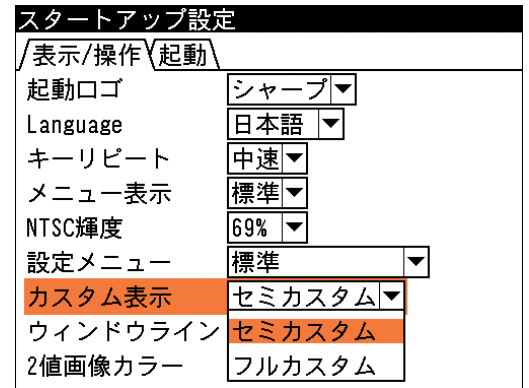 スタートアップ設定
表示/操作 起動
起動ロゴ シャープ
Language 日本語
キーリピート 中速
メニュー表示 標準
NTSC輝度 69%
設定メニュー 標準
カスタム表示 セミカスタム
ウィンドウライン セミカスタム
2値画像カラー フルカスタム